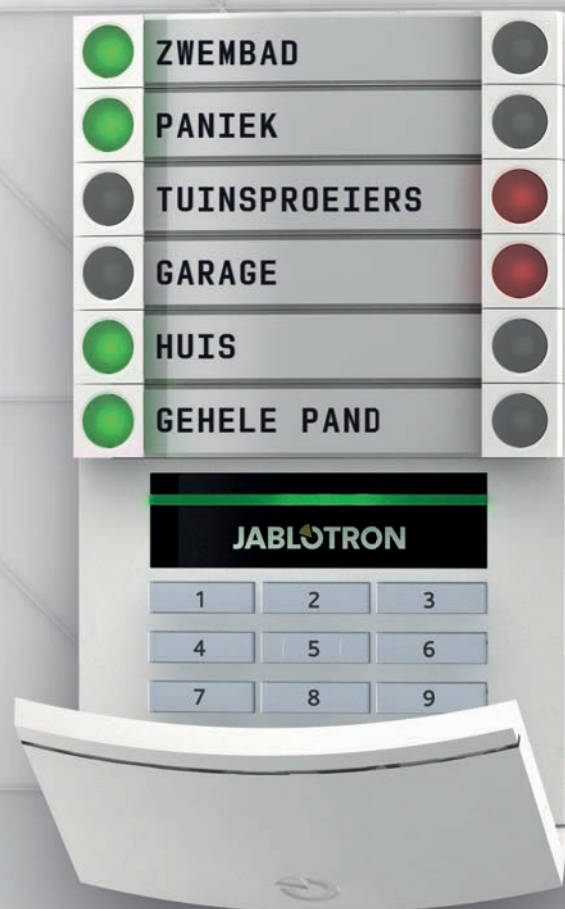 ZWEMBAD
PANIEK
TUINSPROEIERS
GARAGE
HUIS
GEHELE PAND
JABLOTRON
1 2 3
4 5 6
7 8 9